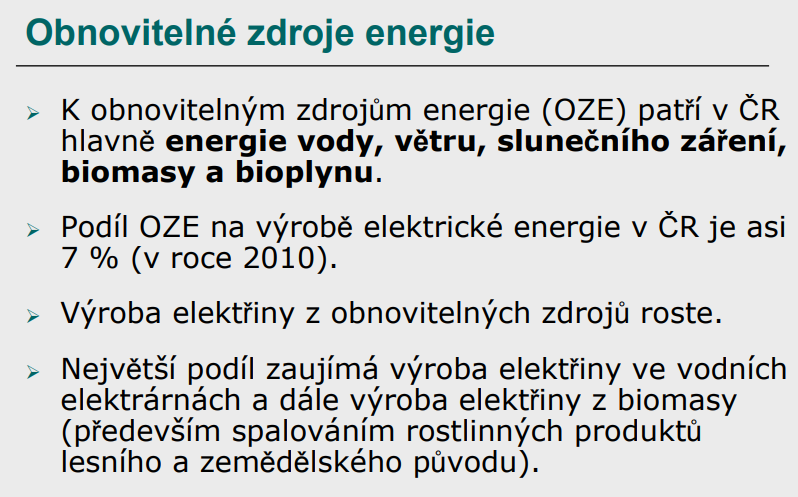 Obnovitelné zdroje energie
K obnovitelným zdrojům energie (OZE) patří v ČR
hlavně energie vody, větru, slunečního záření,
biomasy a bioplynu.
Podíl OZE na výrobě elektrické energie v ČR je asi
7 % (v roce 2010).
Výroba elektřiny z obnovitelných zdrojů roste.
Největší podíl zaujímá výroba elektřiny ve vodních
elektrárnách a dále výroba elektřiny z biomasy
(především spalováním rostlinných produktů
lesního a zemědělského původu).